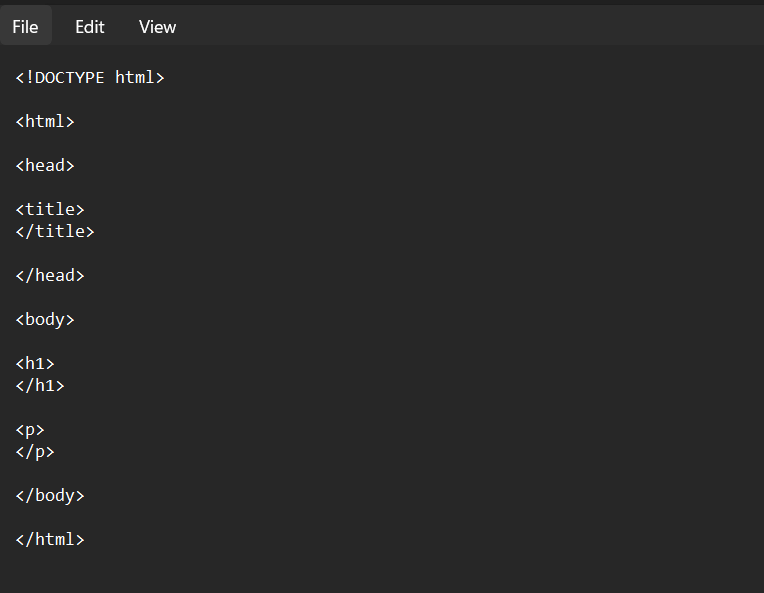 File Edit View
<!DOCTYPE html>
<html>
<head>
<title>
</title>
</head>
<body>
<h1>
</h1>
<p>
</p>
</body>
</html>